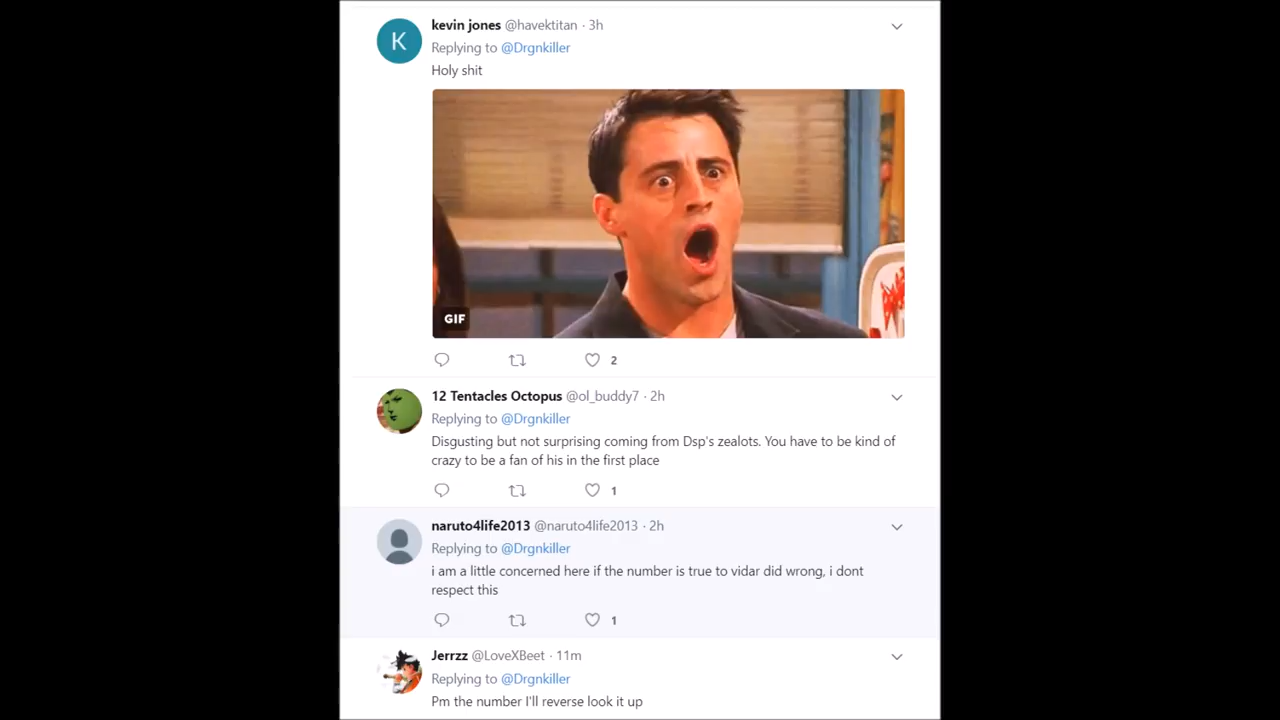 kevin jones @havektitan · 3h
Replying to @Drgnkiller
Holy shit
GIF
2
12 Tentacles Octopus @ol_buddy7 · 2h
Replying to @Drgnkiller
Disgusting but not surprising coming from Dsp's zealots. You have to be kind of
crazy to be a fan of his in the first place
1
naruto4life2013 @naruto4life2013 · 2h
Replying to @Drgnkiller
i am a little concerned here if the number is true to vidar did wrong, i dont
respect this
1
Jerrzz @LoveXBeet · 11m
Replying to @Drgnkiller
Pm the number I'll reverse look it up
K